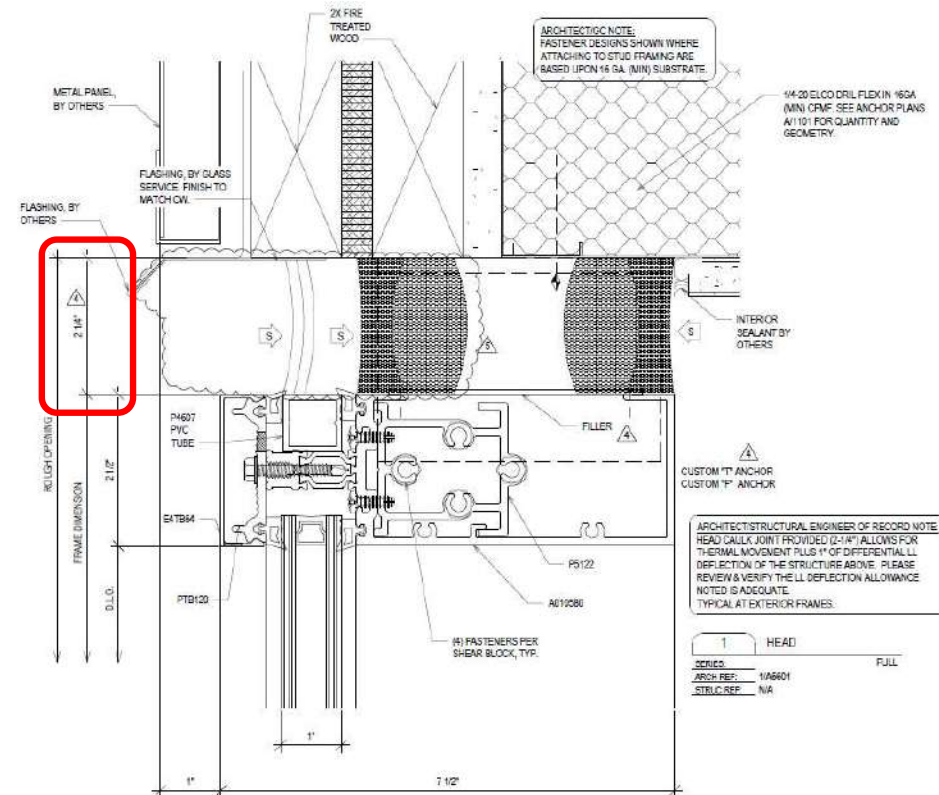 2X FIRE
TREATED
WOOD
ARCHITECT/GC NOTE:
FASTENER DESIGNS SHOWN WHERE
ATTACHING TO STUD FRAMING ARE
BASED UPON 16 GA. (MIN) SUBSTRATE.
METAL PANEL,
BY OTHERS
1/4-20 ELCO DRIL FLEX IN 16GA
(MIN) CFMF. SEE ANCHOR PLANS
A/1101 FOR QUANTITY AND
GEOMETRY.
FLASHING, BY GLASS
SERVICE. FINISH TO
MATCH CW.
FLASHING, BY
OTHERS
4
2 1/4"
S
S
S
5
INTERIOR
SEALANT BY
OTHERS
P4607
PVC
TUBE
FILLER
4
ROUGH OPENING
FRAME DIMENSION
2 1/2"
D.L.O.
4
CUSTOM "T" ANCHOR
CUSTOM "F" ANCHOR
E4TB64
ARCHITECT/STRUCTURAL ENGINEER OF RECORD NOTE
HEAD CAULK JOINT PROVIDED (2-1/4") ALLOWS FOR
THERMAL MOVEMENT PLUS 1" OF DIFFERENTIAL LL
DEFLECTION OF THE STRUCTURE ABOVE. PLEASE
REVIEW & VERIFY THE LL DEFLECTION ALLOWANCE
NOTED IS ADEQUATE.
TYPICAL AT EXTERIOR FRAMES.
P5122
PTB120
A010580
(4) FASTENERS PER
SHEAR BLOCK, TYP.
1 HEAD
SERIES: FULL
ARCH REF: 1/A5601
STRUC REF: N/A
1"
1" 7 1/2"